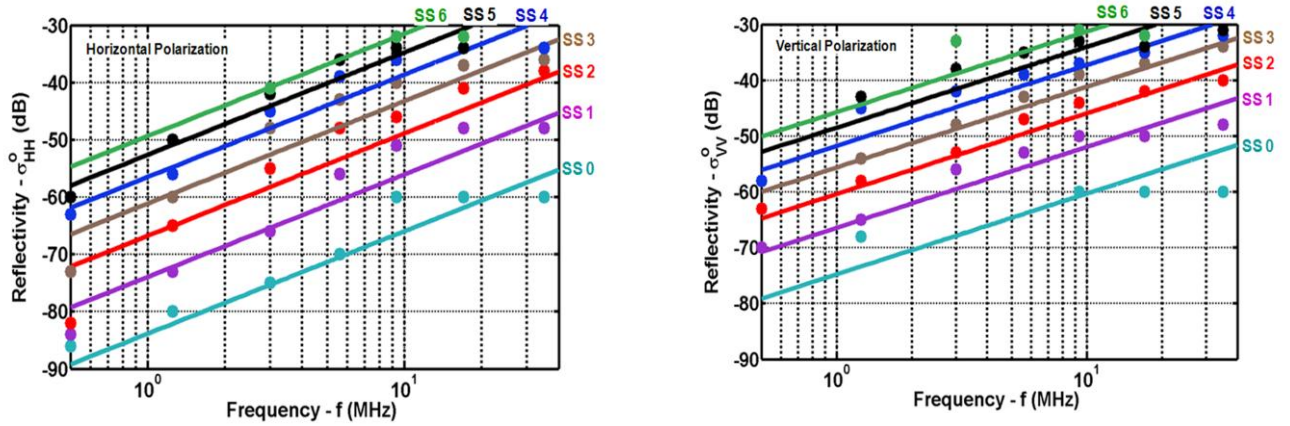 SS 6 SS 5 SS 4
-30
Horizontal Polarization
SS 3
-40
SS 2
-50
SS 1
-60
SS 0
-70
-80
-90
Reflectivity - σ°HH (dB)
10⁰ 10¹
Frequency - f (MHz)
SS 6 SS 5 SS 4
-30
Vertical Polarization
SS 3
-40
SS 2
SS 1
-50
SS 0
-60
-70
-80
-90
Reflectivity - σ°VV (dB)
10⁰ 10¹
Frequency - f (MHz)